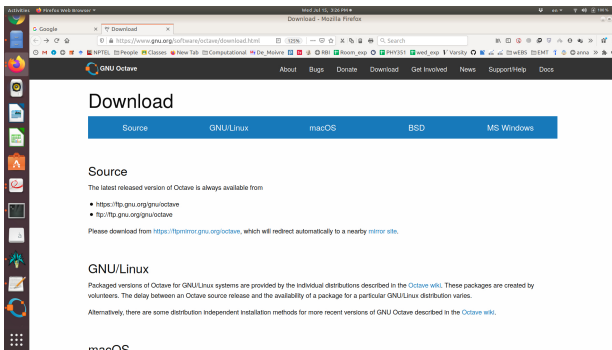 Activities Firefox Web Browser Wed Jul 15, 3:26 PM en
Download - Mozilla Firefox
Google Download
https://www.gnu.org/software/octave/download.html 125% Search
NPTEL People Classes New Tab Computational De_Moivre RBI Room_exp PHY351 wed_exp Varsity wEBS EMT anna
GNU Octave About Bugs Donate Download Get Involved News Support/Help Docs
Download
Source GNU/Linux macOS BSD MS Windows
Source
The latest released version of Octave is always available from
https://ftp.gnu.org/gnu/octave
ftp://ftp.gnu.org/gnu/octave
Please download from https://ftpmirror.gnu.org/octave, which will redirect automatically to a nearby mirror site.
GNU/Linux
Packaged versions of Octave for GNU/Linux systems are provided by the individual distributions described in the Octave wiki. These packages are created by
volunteers. The delay between an Octave source release and the availability of a package for a particular GNU/Linux distribution varies.
Alternatively, there are some distribution independent installation methods for more recent versions of GNU Octave described in the Octave wiki.
macOS